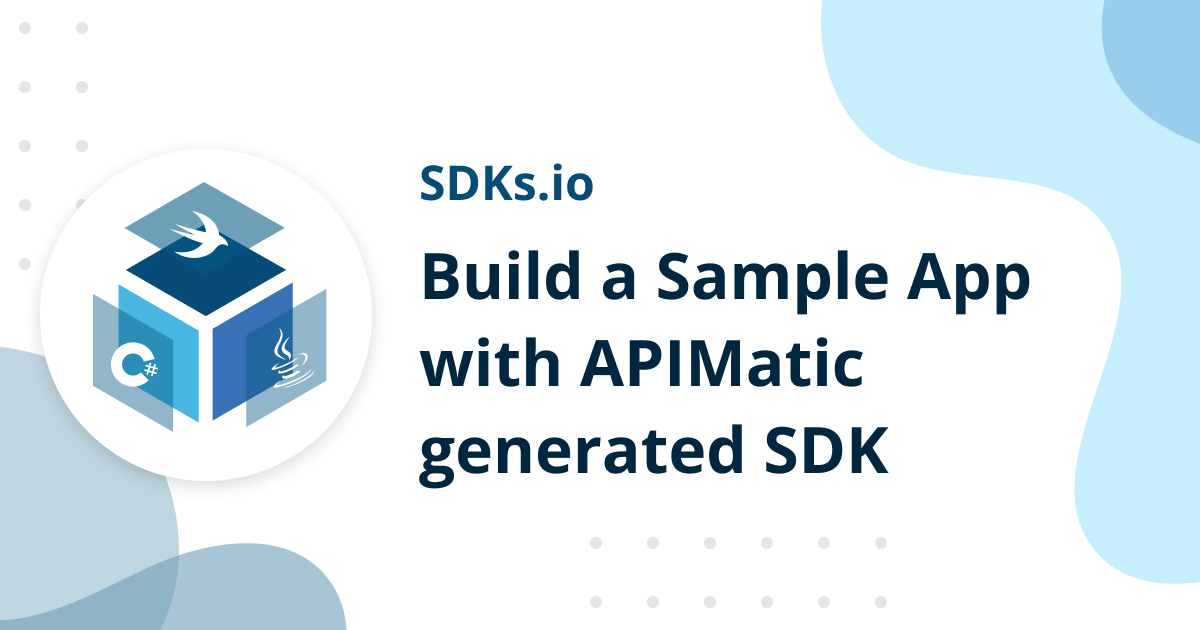 SDKs.io
Build a Sample App
with APIMatic
generated SDK
C#